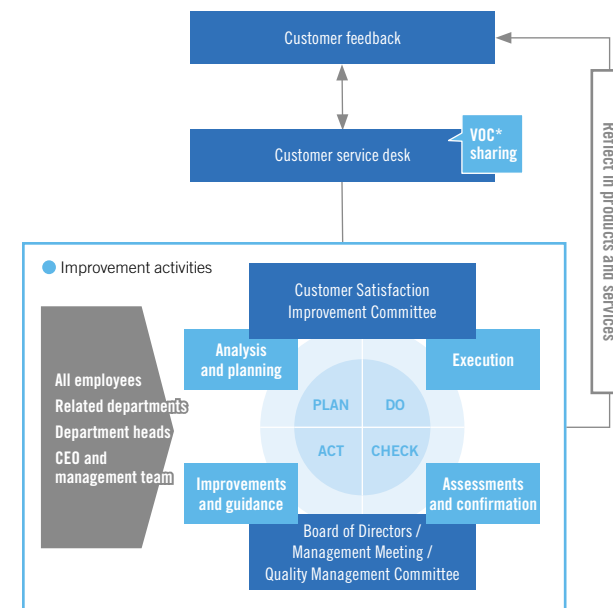 Customer feedback
Customer service desk
VOC*
sharing
Reflect in products and services
Improvement activities
Customer Satisfaction
Improvement Committee
Analysis
and planning
Execution
All employees
Related departments
Department heads
CEO and
management team
PLAN
DO
ACT
CHECK
Improvements
and guidance
Assessments
and confirmation
Board of Directors /
Management Meeting /
Quality Management Committee